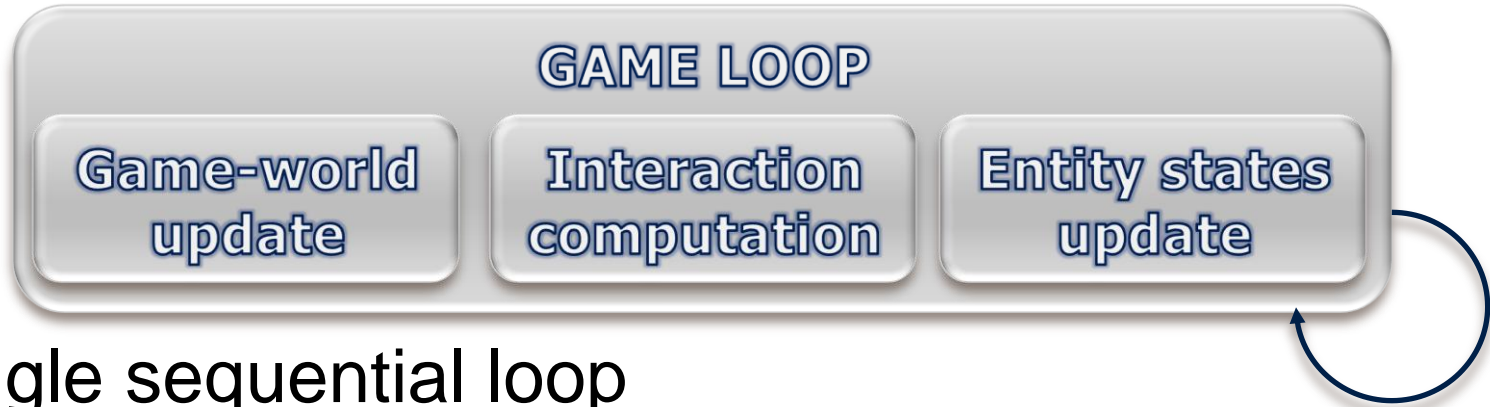 GAME LOOP
Game-world
update
Interaction
computation
Entity states
update
gle sequential loop